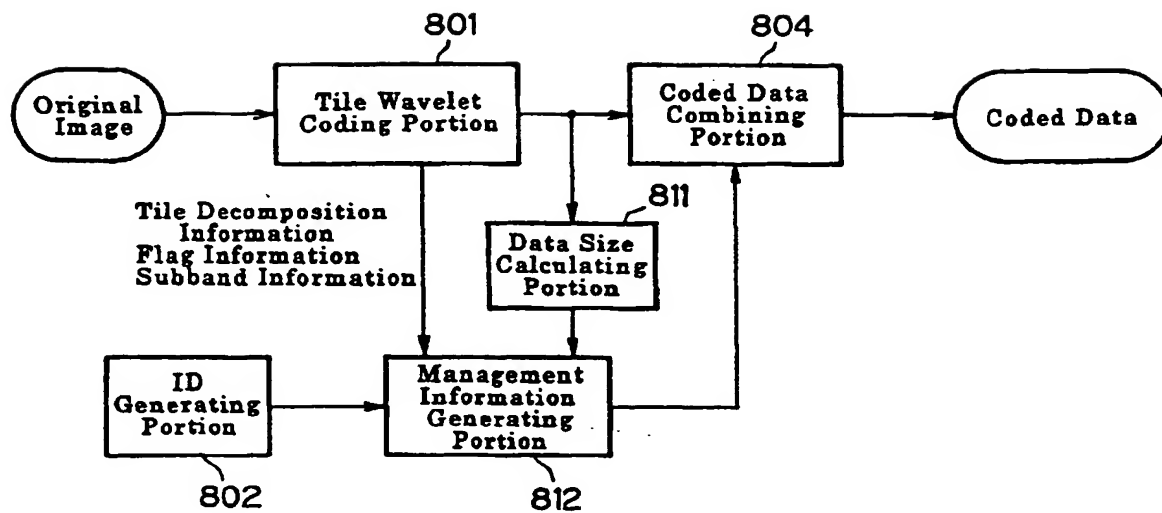 801
804
Original
Image
Tile Wavelet
Coding Portion
Coded Data
Combining
Portion
Coded Data
Tile Decomposition
Information
Flag Information
Subband Information
811
Data Size
Calculating
Portion
ID
Generating
Portion
Management
Information
Generating
Portion
802
812